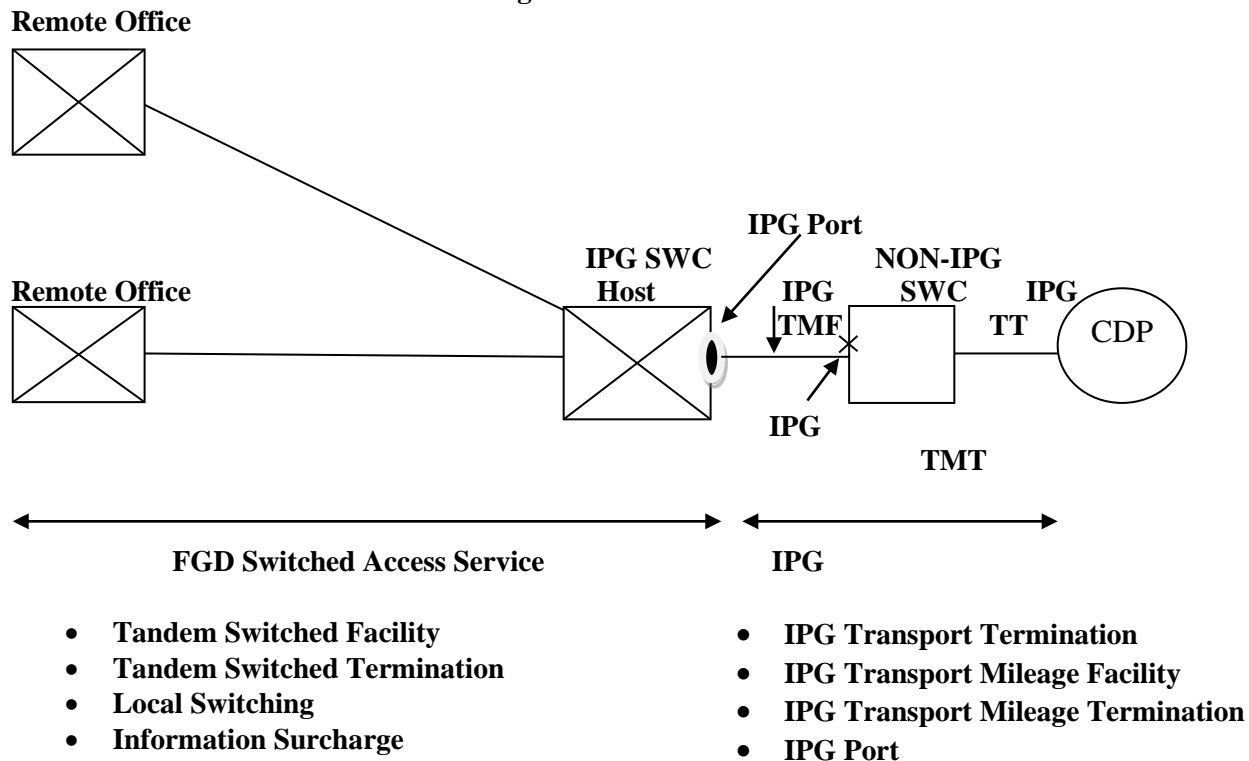 Remote Office
IPG Port
IPG SWC
Host
NON-IPG
SWC
Remote Office
IPG
TMF
IPG
TT
CDP
IPG
TMT
FGD Switched Access Service
IPG
• Tandem Switched Facility
• Tandem Switched Termination
• Local Switching
• Information Surcharge
• IPG Transport Termination
• IPG Transport Mileage Facility
• IPG Transport Mileage Termination
• IPG Port